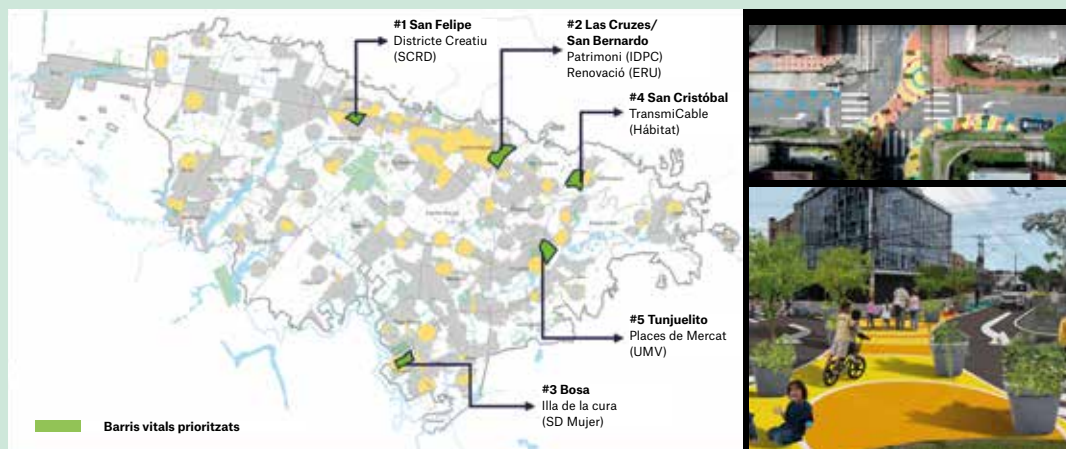 #1 San Felipe
Districte Creatiu
(SCRD)
#2 Las Cruzes/
San Bernardo
Patrimoni (IDPC)
Renovació (ERU)
#4 San Cristóbal
TransmiCable
(Hábitat)
#5 Tunjuelito
Places de Mercat
(UMV)
#3 Bosa
Illa de la cura
(SD Mujer)
Barris vitals prioritzats